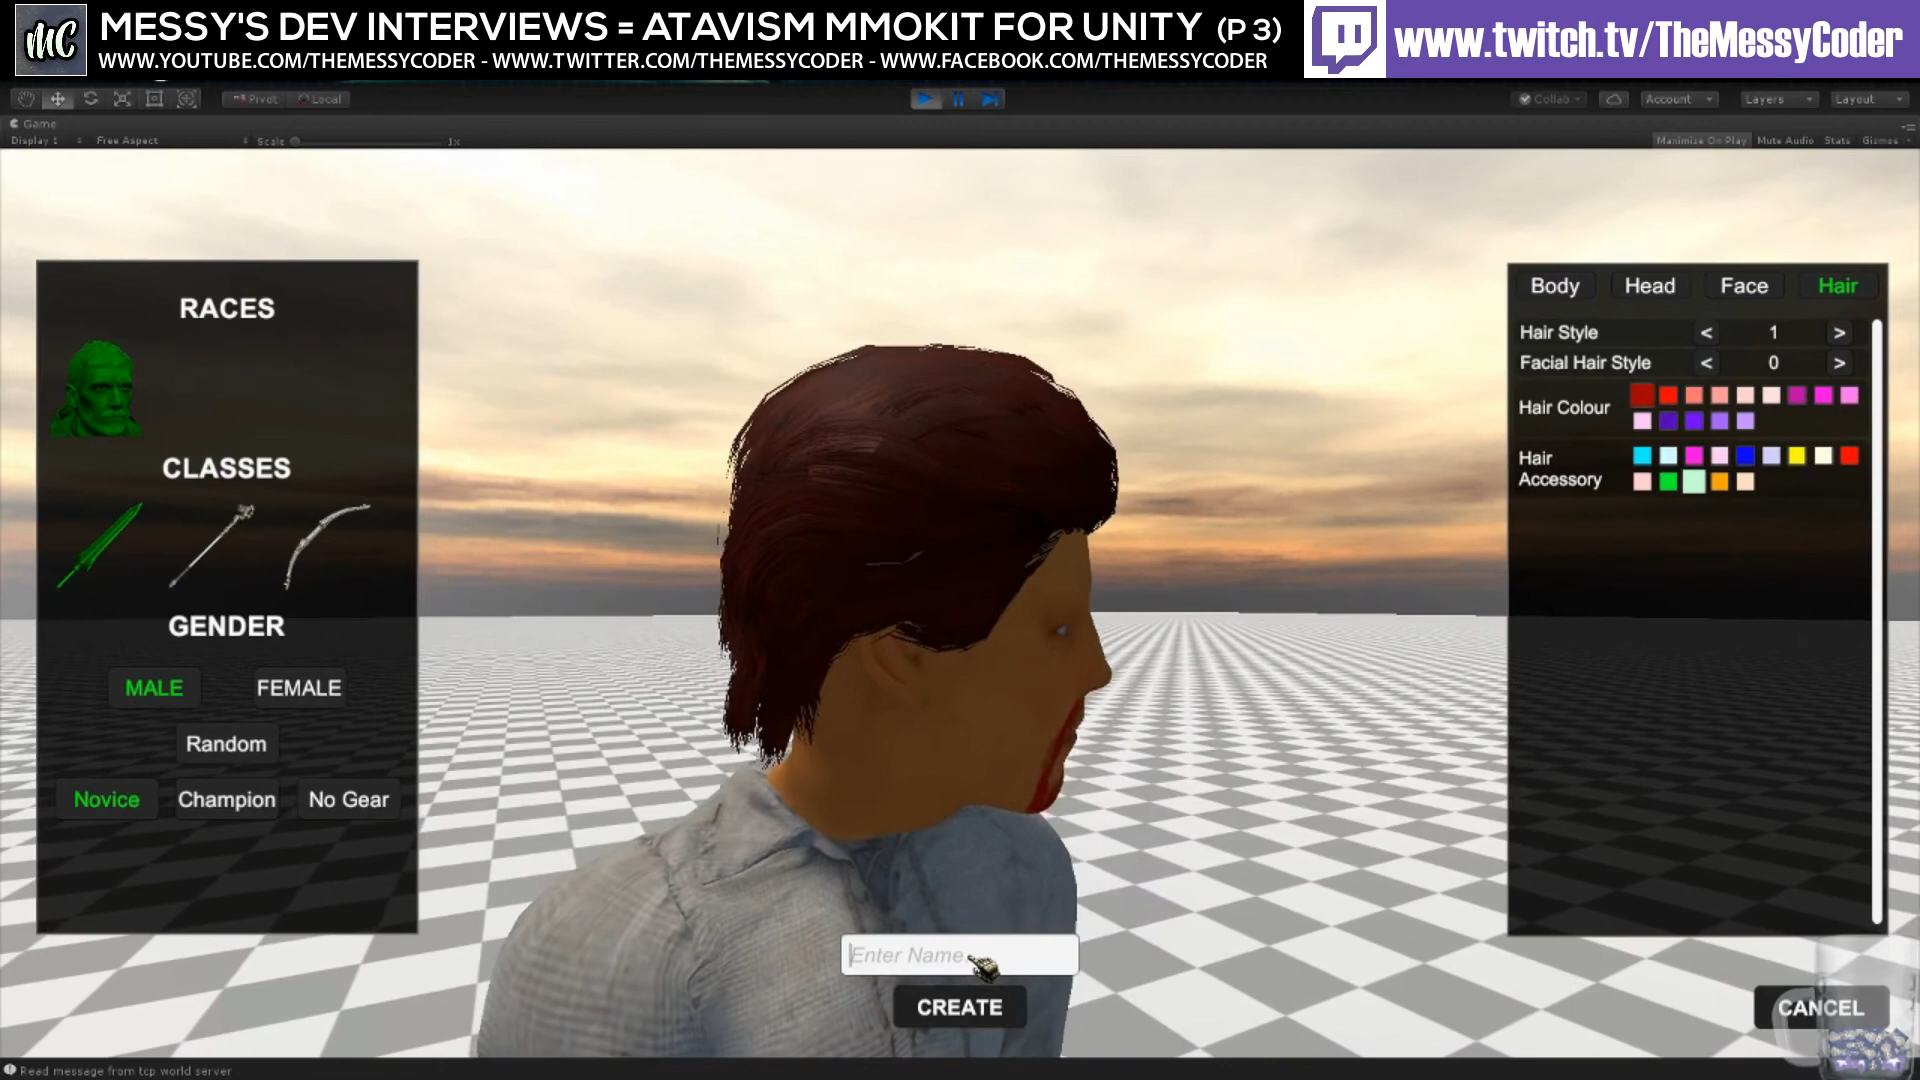 MC
MESSY'S DEV INTERVIEWS = ATAVISM MMOKIT FOR UNITY (P 3)
WWW.YOUTUBE.COM/THEMESSYCODER - WWW.TWITTER.COM/THEMESSYCODER - WWW.FACEBOOK.COM/THEMESSYCODER
www.twitch.tv/TheMessyCoder
Pivot Local Collab Account Layers Layout
Game
Display 1 Free Aspect Scale 1x Maximize On Play Mute Audio Stats Gizmos
RACES
CLASSES
GENDER
MALE FEMALE
Random
Novice Champion No Gear
Body Head Face Hair
Hair Style < 1 >
Facial Hair Style < 0 >
Hair Colour
Hair
Accessory
Enter Name
CREATE
CANCEL
Read message from tcp world server